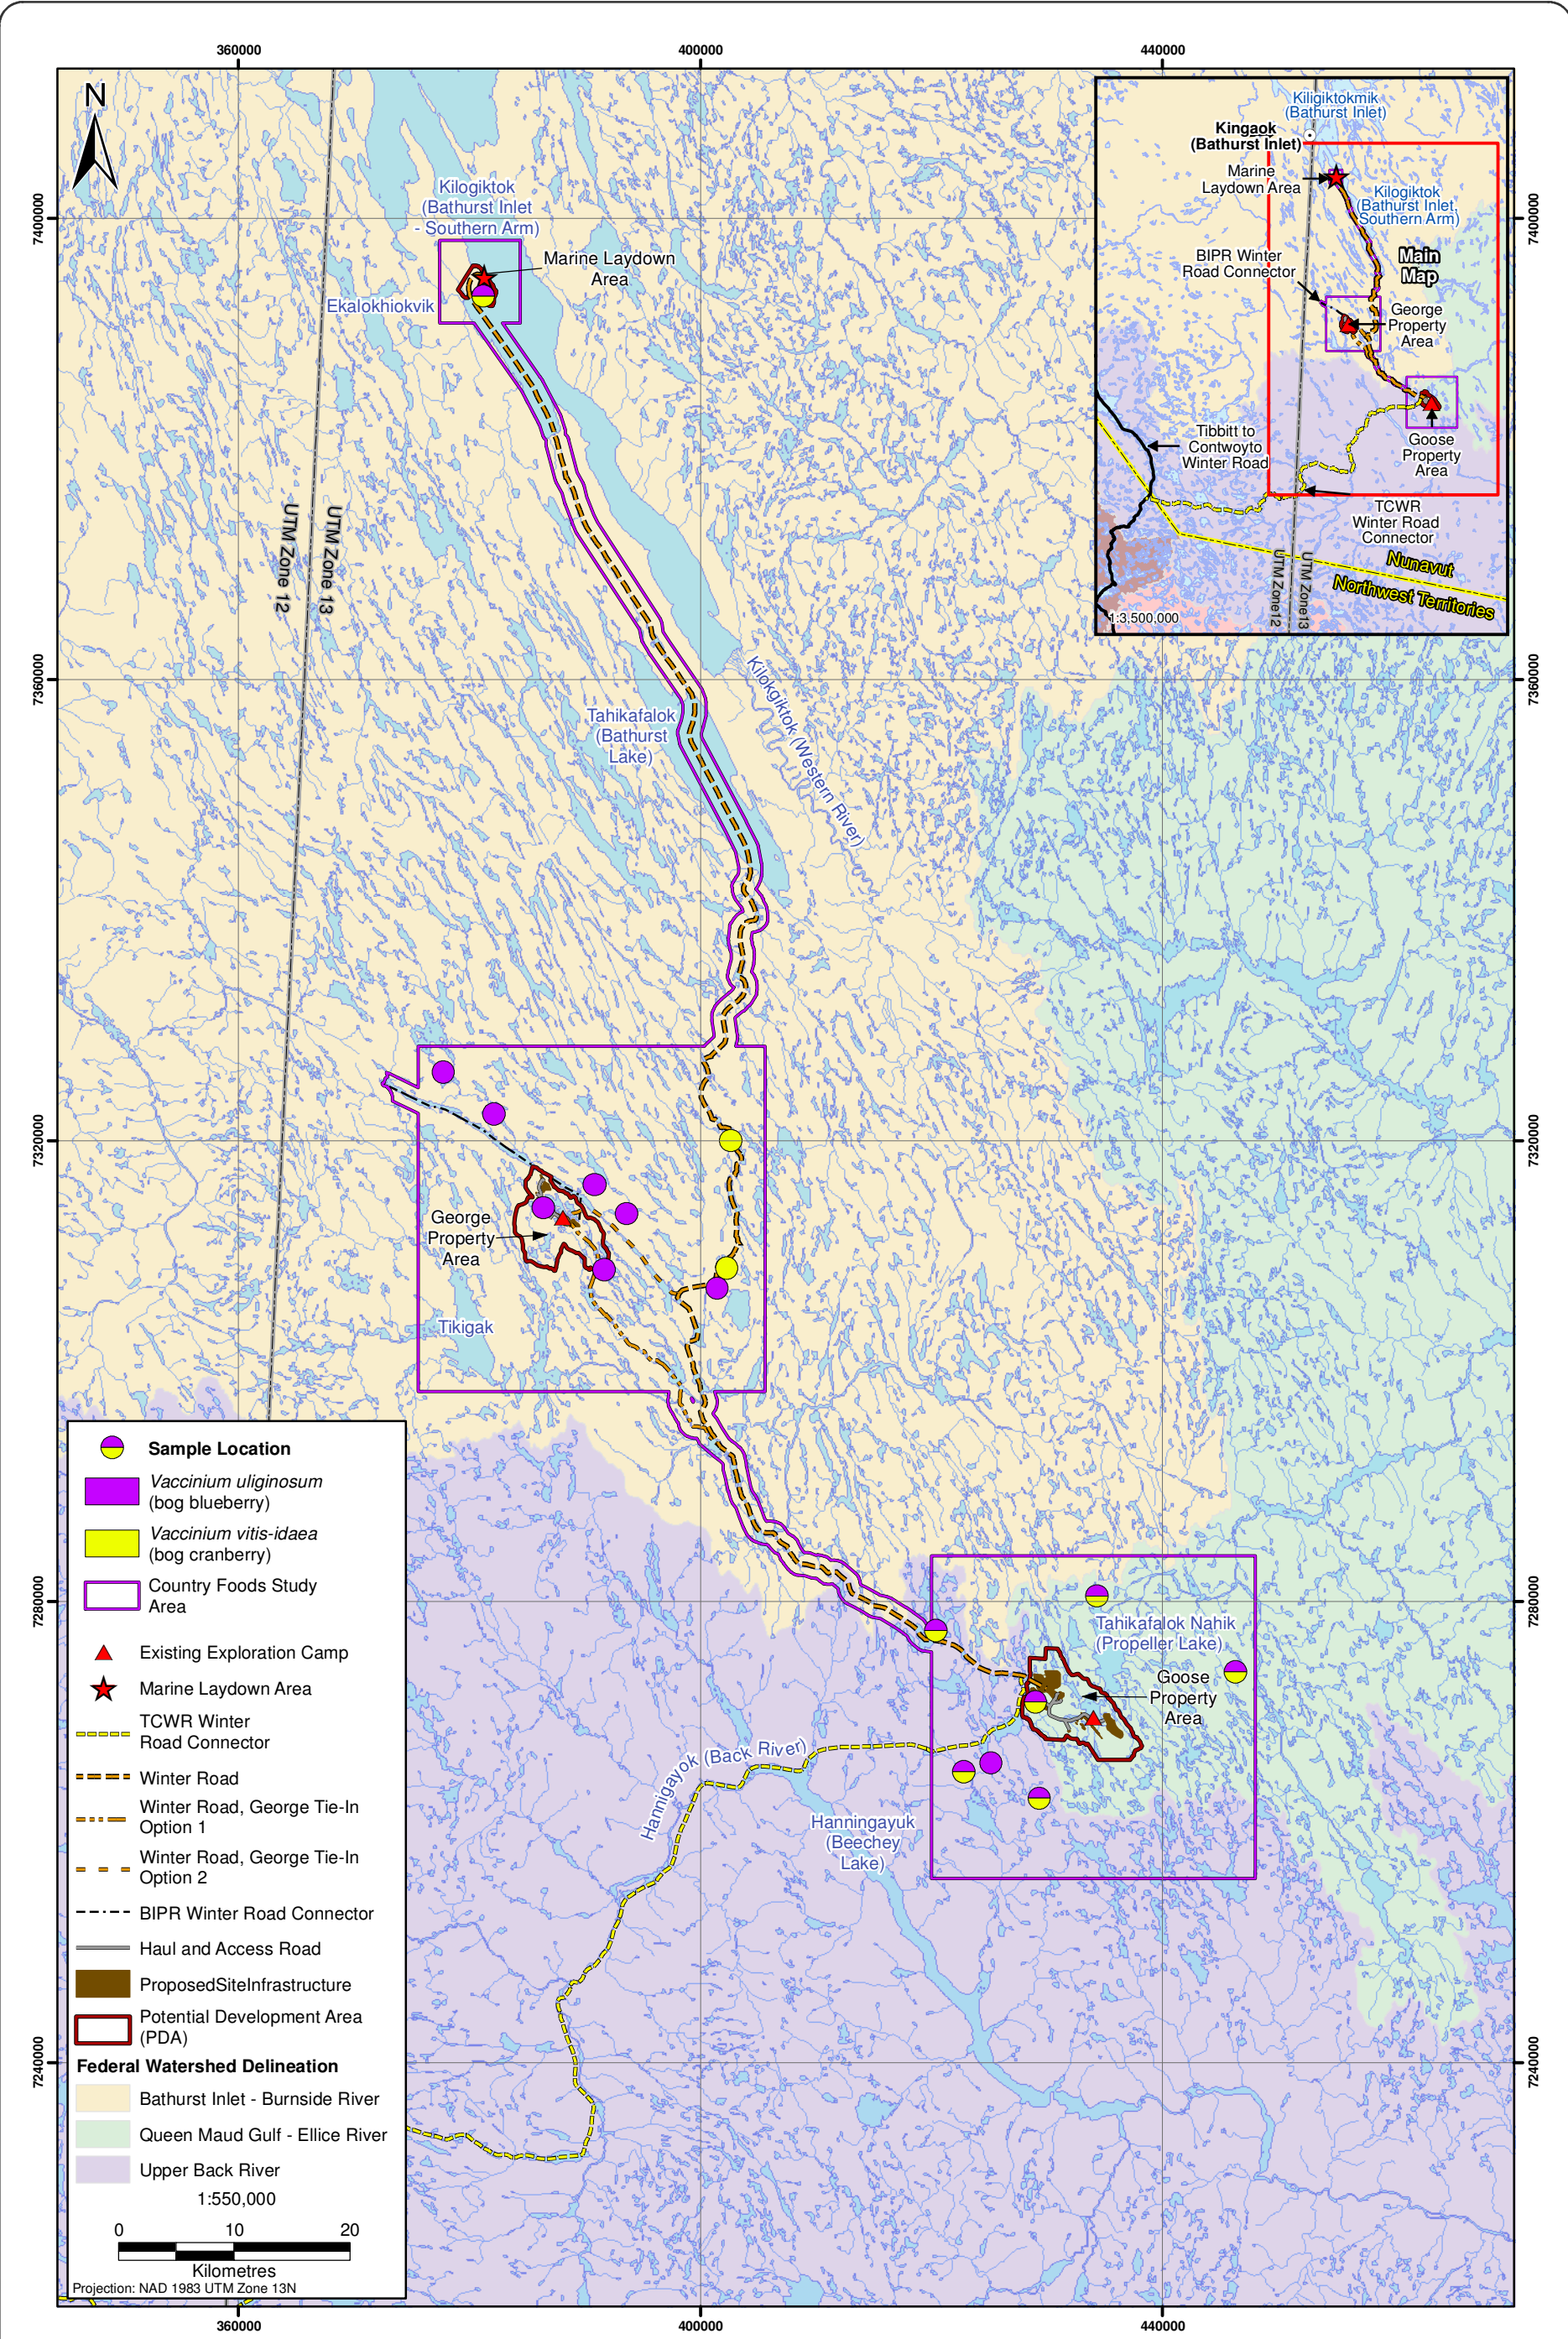 360000
400000
440000
N
7400000
7360000
7320000
7280000
7240000
7400000
7360000
7320000
7280000
7240000
Kilogiktok
(Bathurst Inlet
- Southern Arm)
Marine Laydown
Area
Ekalokhiokvik
UTM Zone 12
UTM Zone 13
Tahikafalok
(Bathurst
Lake)
Kilokgiktok (Western River)
George
Property
Area
Tikigak
Tahikafalok Nahik
(Propeller Lake)
Goose
Property
Area
Hannigayok (Back River)
Hanningayuk
(Beechey
Lake)
Kiligiktokmik
(Bathurst Inlet)
Kingaok
(Bathurst Inlet)
Marine
Laydown Area
Kilogiktok
(Bathurst Inlet,
Southern Arm)
BIPR Winter
Road Connector
Main
Map
George
Property
Area
Tibbitt to
Contwoyto
Winter Road
Goose
Property
Area
TCWR
Winter Road
Connector
Nunavut
Northwest Territories
UTM Zone12
UTM Zone13
1:3,500,000
Sample Location
Vaccinium uliginosum
(bog blueberry)
Vaccinium vitis-idaea
(bog cranberry)
Country Foods Study
Area
Existing Exploration Camp
Marine Laydown Area
TCWR Winter
Road Connector
Winter Road
Winter Road, George Tie-In
Option 1
Winter Road, George Tie-In
Option 2
BIPR Winter Road Connector
Haul and Access Road
ProposedSiteInfrastructure
Potential Development Area
(PDA)
Federal Watershed Delineation
Bathurst Inlet - Burnside River
Queen Maud Gulf - Ellice River
Upper Back River
1:550,000
0 10 20
Kilometres
Projection: NAD 1983 UTM Zone 13N
360000
400000
440000